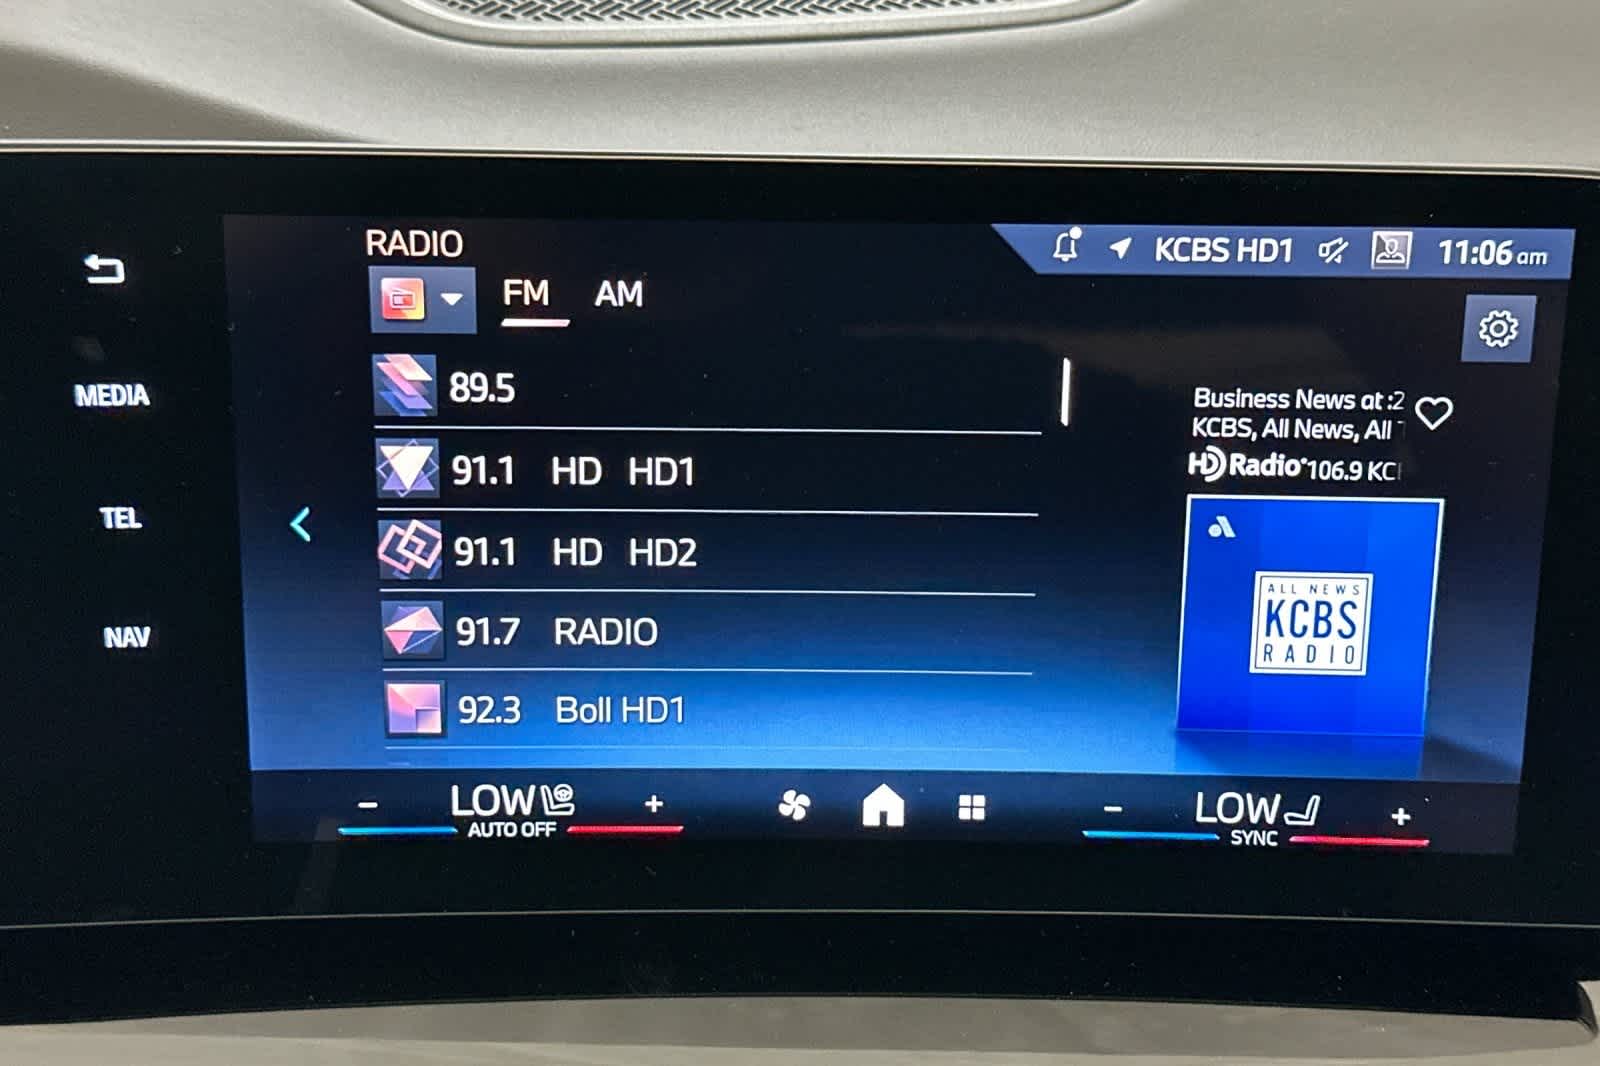 RADIO
KCBS HD1 11:06 am
FM AM
89.5
MEDIA
91.1 HD HD1
TEL
91.1 HD HD2
NAV
91.7 RADIO
92.3 Boll HD1
Business News at :2
KCBS, All News, All
HD Radio 106.9 KC
ALL NEWS
KCBS
RADIO
- LOW +
AUTO OFF
- LOW +
SYNC